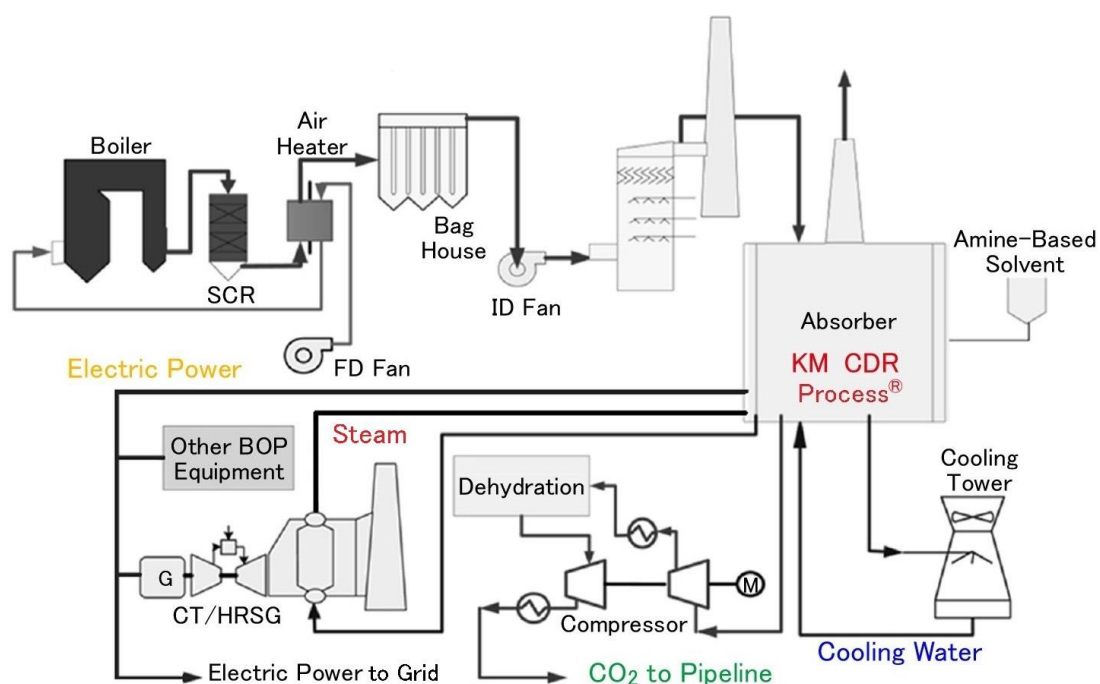 Boiler
Air
Heater
SCR
Bag
House
ID Fan
FD Fan
Amine-Based
Solvent
Absorber
KM CDR
Process®
Electric Power
Steam
Other BOP
Equipment
G
CT/HRSG
Electric Power to Grid
Dehydration
M
Compressor
CO₂ to Pipeline
Cooling
Tower
Cooling Water